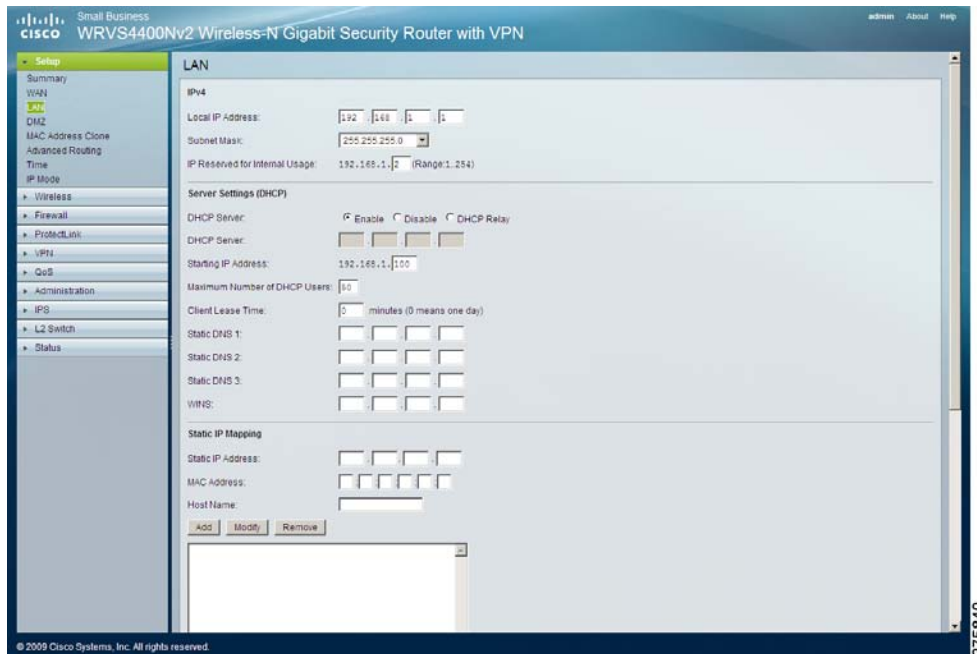 Small Business
CISCO WRVS4400Nv2 Wireless-N Gigabit Security Router with VPN
admin About Help
Setup
Summary
WAN
LAN
DMZ
MAC Address Clone
Advanced Routing
Time
IP Mode
Wireless
Firewall
ProtectLink
VPN
QoS
Administration
IPS
L2 Switch
Status
LAN
IPv4
Local IP Address: 192 . 168 . 1 . 1
Subnet Mask: 255.255.255.0
IP Reserved for Internal Usage: 192.168.1. 2 (Range:1.254)
Server Settings (DHCP)
DHCP Server: Enable Disable DHCP Relay
DHCP Server: . . .
Starting IP Address: 192.168.1. 100
Maximum Number of DHCP Users: 50
Client Lease Time: 0 minutes (0 means one day)
Static DNS 1: . . .
Static DNS 2: . . .
Static DNS 3: . . .
WINS: . . .
Static IP Mapping
Static IP Address: . . .
MAC Address:
Host Name:
Add Modify Remove
© 2009 Cisco Systems, Inc. All rights reserved.